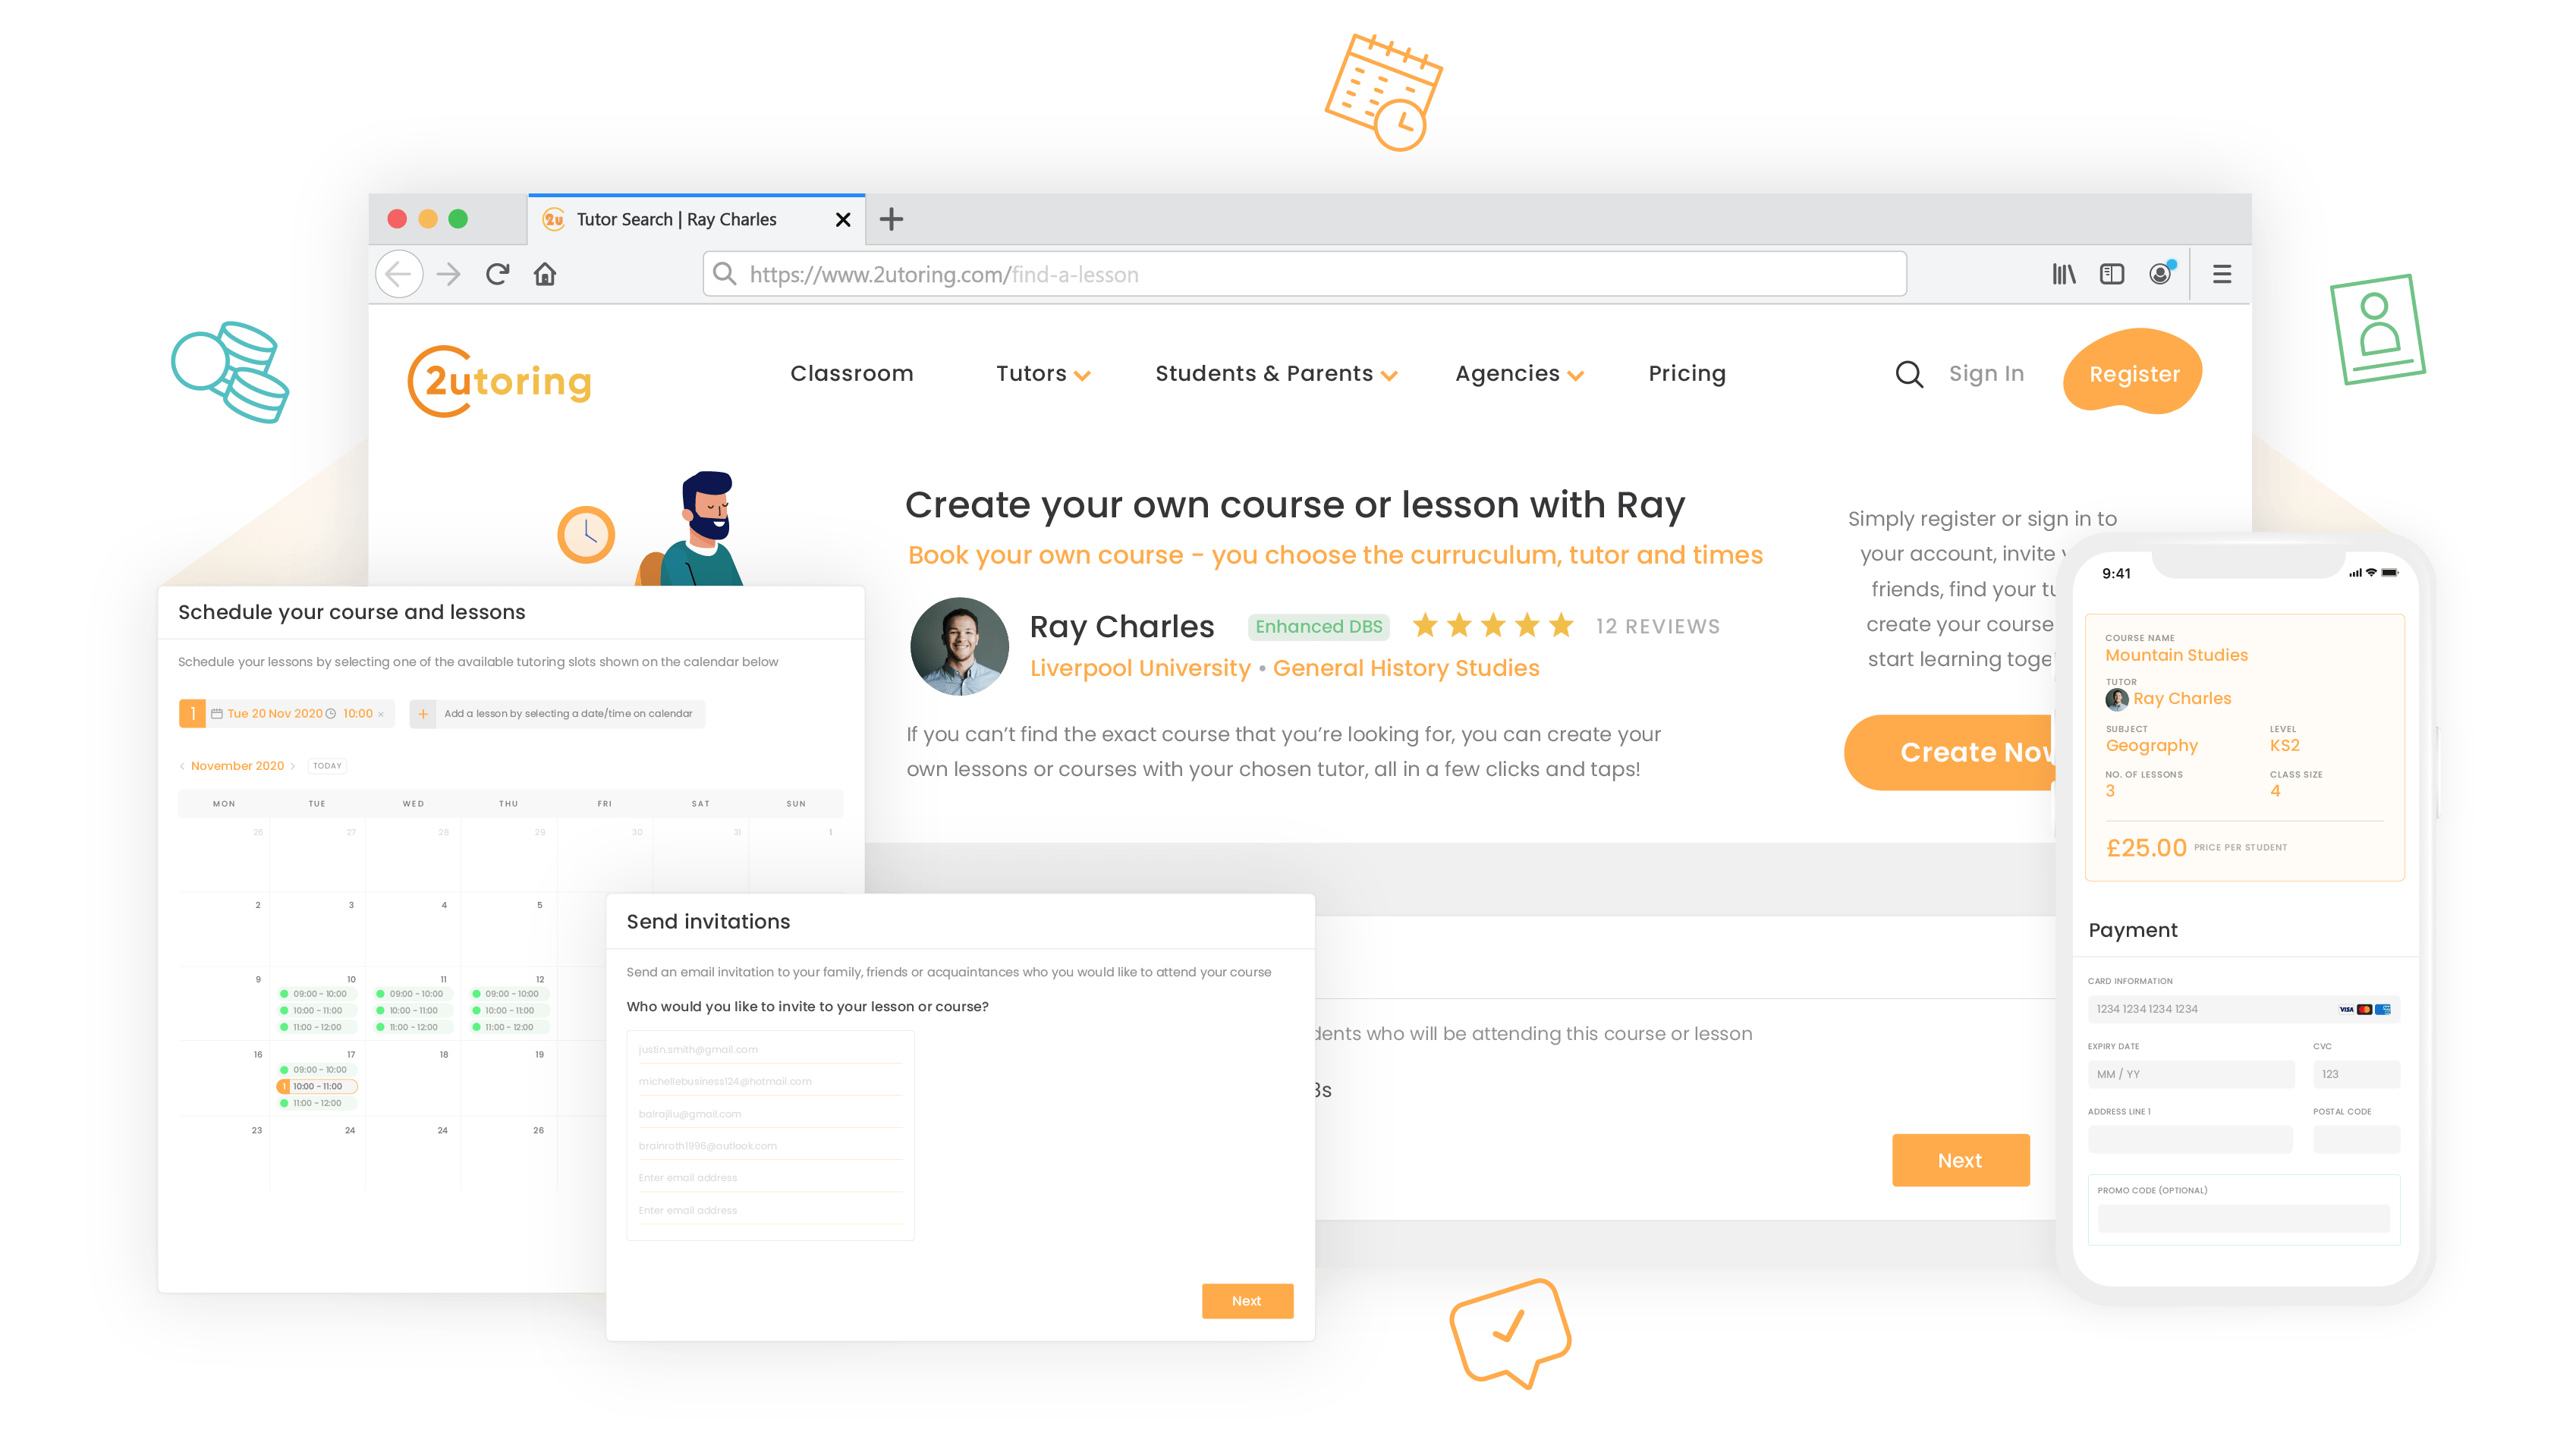 2u Tutor Search | Ray Charles
https://www.2utoring.com/find-a-lesson
2utoring
Classroom
Tutors
Students & Parents
Agencies
Pricing
Sign In
Register
Create your own course or lesson with Ray
Book your own course - you choose the curruculum, tutor and times
Ray Charles
Enhanced DBS
12 REVIEWS
Liverpool University • General History Studies
If you can't find the exact course that you're looking for, you can create your
own lessons or courses with your chosen tutor, all in a few clicks and taps!
Simply register or sign in to
your account, invite
friends, find your
create your course
start learning
Create
dents who will be attending this course or lesson
3s
Next
Schedule your course and lessons
Schedule your lessons by selecting one of the available tutoring slots shown on the calendar below
1 Tue 20 Nov 2020 10:00 ×
+ Add a lesson by selecting a date/time on calendar
< November 2020 > TODAY
MON TUE WED THU FRI SAT SUN
26 27 28 29 30 31 1
2 3 4 5
9 10 11 12
09:00 - 10:00 09:00 - 10:00 09:00 - 10:00
10:00 - 11:00 10:00 - 11:00 10:00 - 11:00
11:00 - 12:00 11:00 - 12:00 11:00 - 12:00
16 17 18 19
09:00 - 10:00
1 10:00 - 11:00
11:00 - 12:00
23 24 24 26
Send invitations
Send an email invitation to your family, friends or acquaintances who you would like to attend your course
Who would you like to invite to your lesson or course?
justin.smith@gmail.com
michellebusiness124@hotmail.com
balrajliu@gmail.com
brainroth1996@outlook.com
Enter email address
Enter email address
Next
9:41
COURSE NAME
Mountain Studies
TUTOR
Ray Charles
SUBJECT LEVEL
Geography KS2
NO. OF LESSONS CLASS SIZE
3 4
£25.00 PRICE PER STUDENT
Payment
CARD INFORMATION
1234 1234 1234 1234 VISA
EXPIRY DATE CVC
MM / YY 123
ADDRESS LINE 1 POSTAL CODE
PROMO CODE (OPTIONAL)